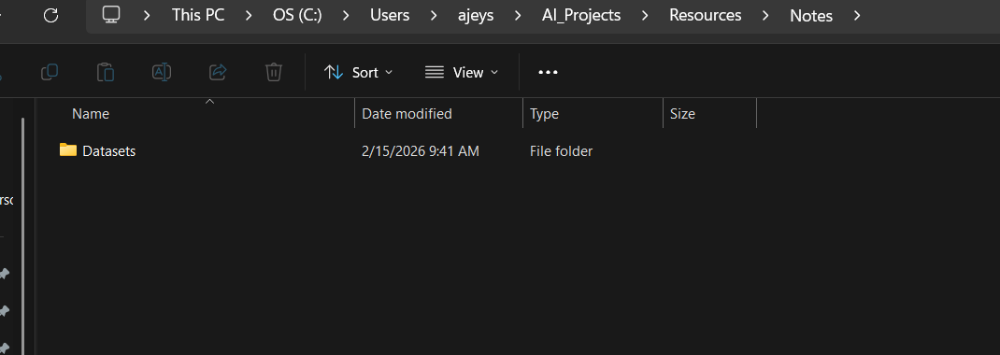 This PC > OS (C:) > Users > ajeys > AI_Projects > Resources > Notes >
Sort View
Name Date modified Type Size
Datasets 2/15/2026 9:41 AM File folder